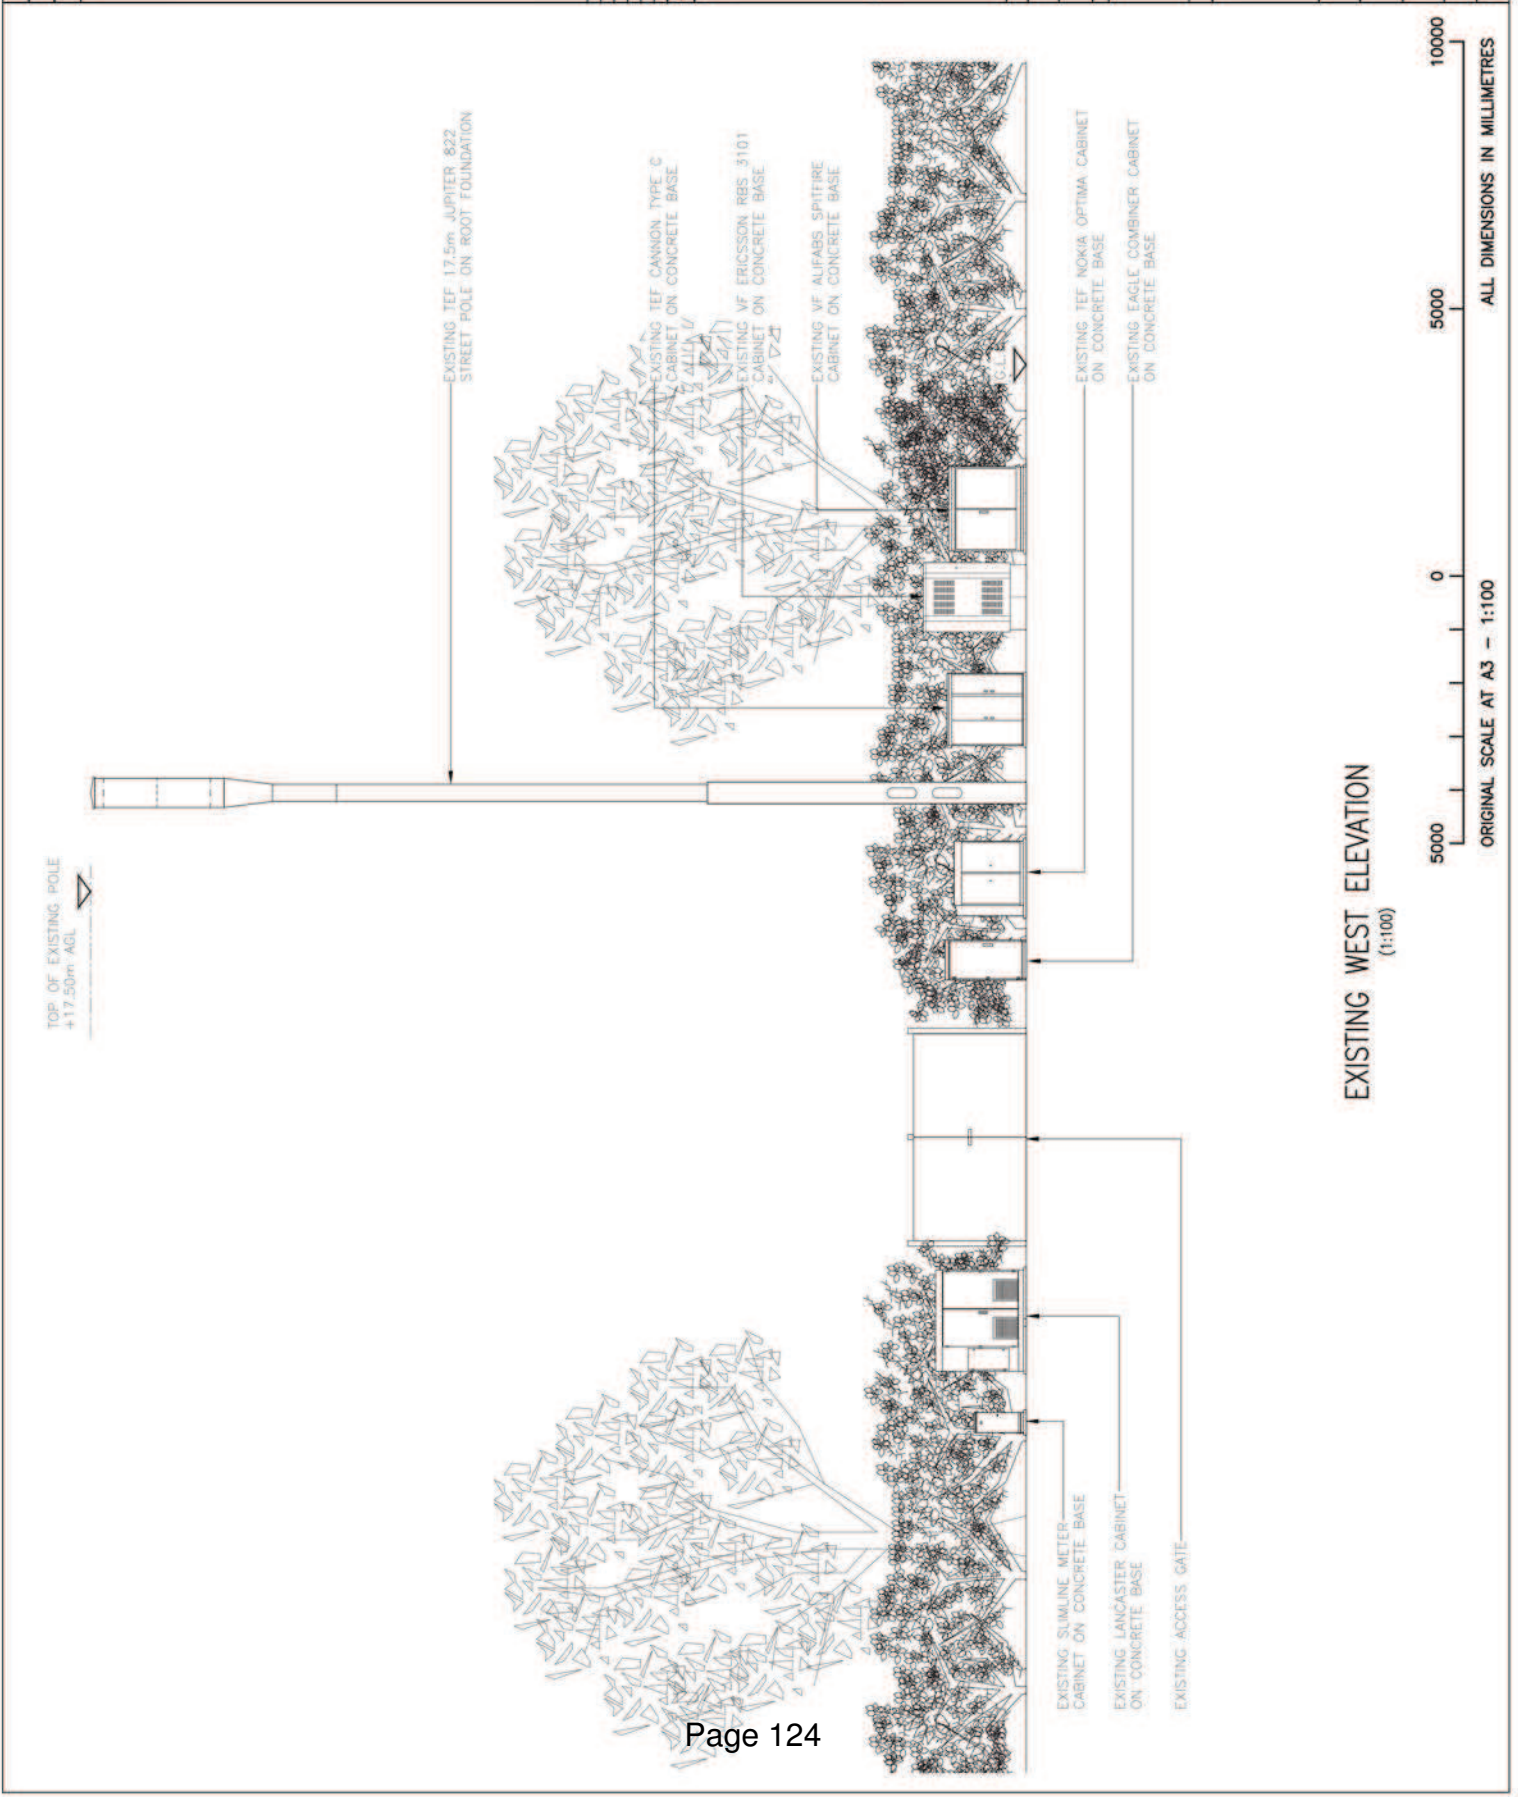 TOP OF EXISTING POLE
+17.50m AGL
EXISTING TEF 17.5m JUPITER 822
STREET POLE ON ROOT FOUNDATION
EXISTING TEF CANNON TYPE C
CABINET ON CONCRETE BASE
EXISTING VF ERICSSON RBS 3101
CABINET ON CONCRETE BASE
EXISTING VF ALIFABS SPITFIRE
CABINET ON CONCRETE BASE
G.L.
EXISTING SLIMLINE METER
CABINET ON CONCRETE BASE
EXISTING LANCASTER CABINET
ON CONCRETE BASE
EXISTING ACCESS GATE
EXISTING TEF NOKIA OPTIMA CABINET
ON CONCRETE BASE
EXISTING EAGLE COMBINER CABINET
ON CONCRETE BASE
EXISTING WEST ELEVATION
(1:100)
5000
0
5000
10000
ORIGINAL SCALE AT A3 - 1:100
ALL DIMENSIONS IN MILLIMETRES
Page 124